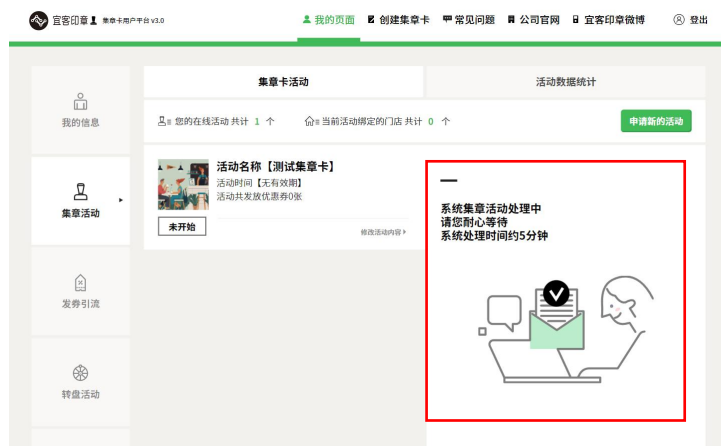 宜客印章 集章卡用户平台 v3.0
我的页面 创建集章卡 常见问题 公司官网 宜客印章微博 登出
集章卡活动 活动数据统计
我的信息
您的在线活动 共计 1 个 当前活动绑定的门店 共计 0 个 申请新的活动
集章活动
活动名称【测试集章卡】
活动时间【无有效期】
活动共发放优惠券0张
未开始
修改活动内容
系统集章活动处理中
请您耐心等待
系统处理时间约5分钟
发券引流
转盘活动